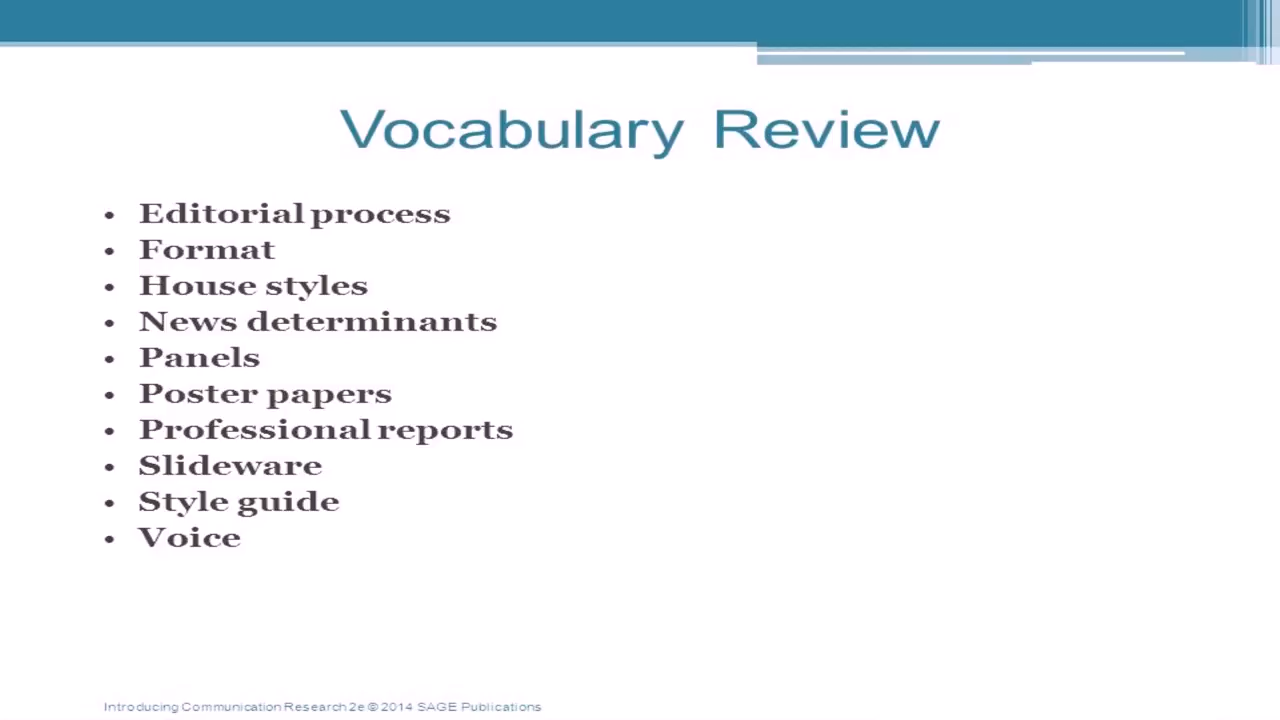 Vocabulary Review
• Editorial process
• Format
• House styles
• News determinants
• Panels
• Poster papers
• Professional reports
• Slideware
• Style guide
• Voice
Introducing Communication Research 2e © 2014 SAGE Publications